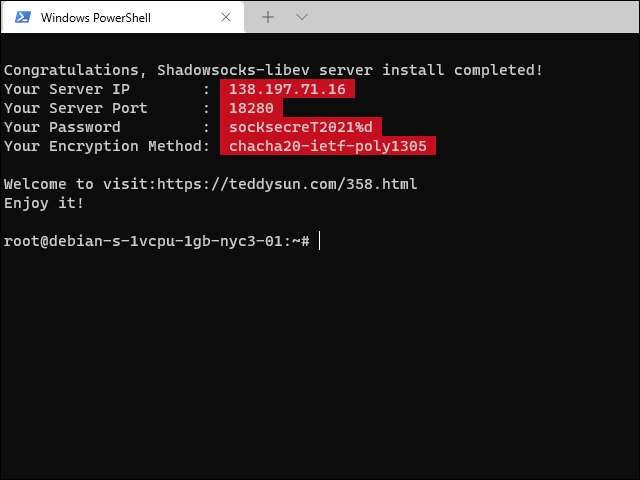 Windows PowerShell
Congratulations, Shadowsocks-libev server install completed!
Your Server IP        :  138.197.71.16
Your Server Port      :  18280
Your Password         :  socKsecreT2021%d
Your Encryption Method:  chacha20-ietf-poly1305
Welcome to visit:https://teddysun.com/358.html
Enjoy it!
root@debian-s-1vcpu-1gb-nyc3-01:~#